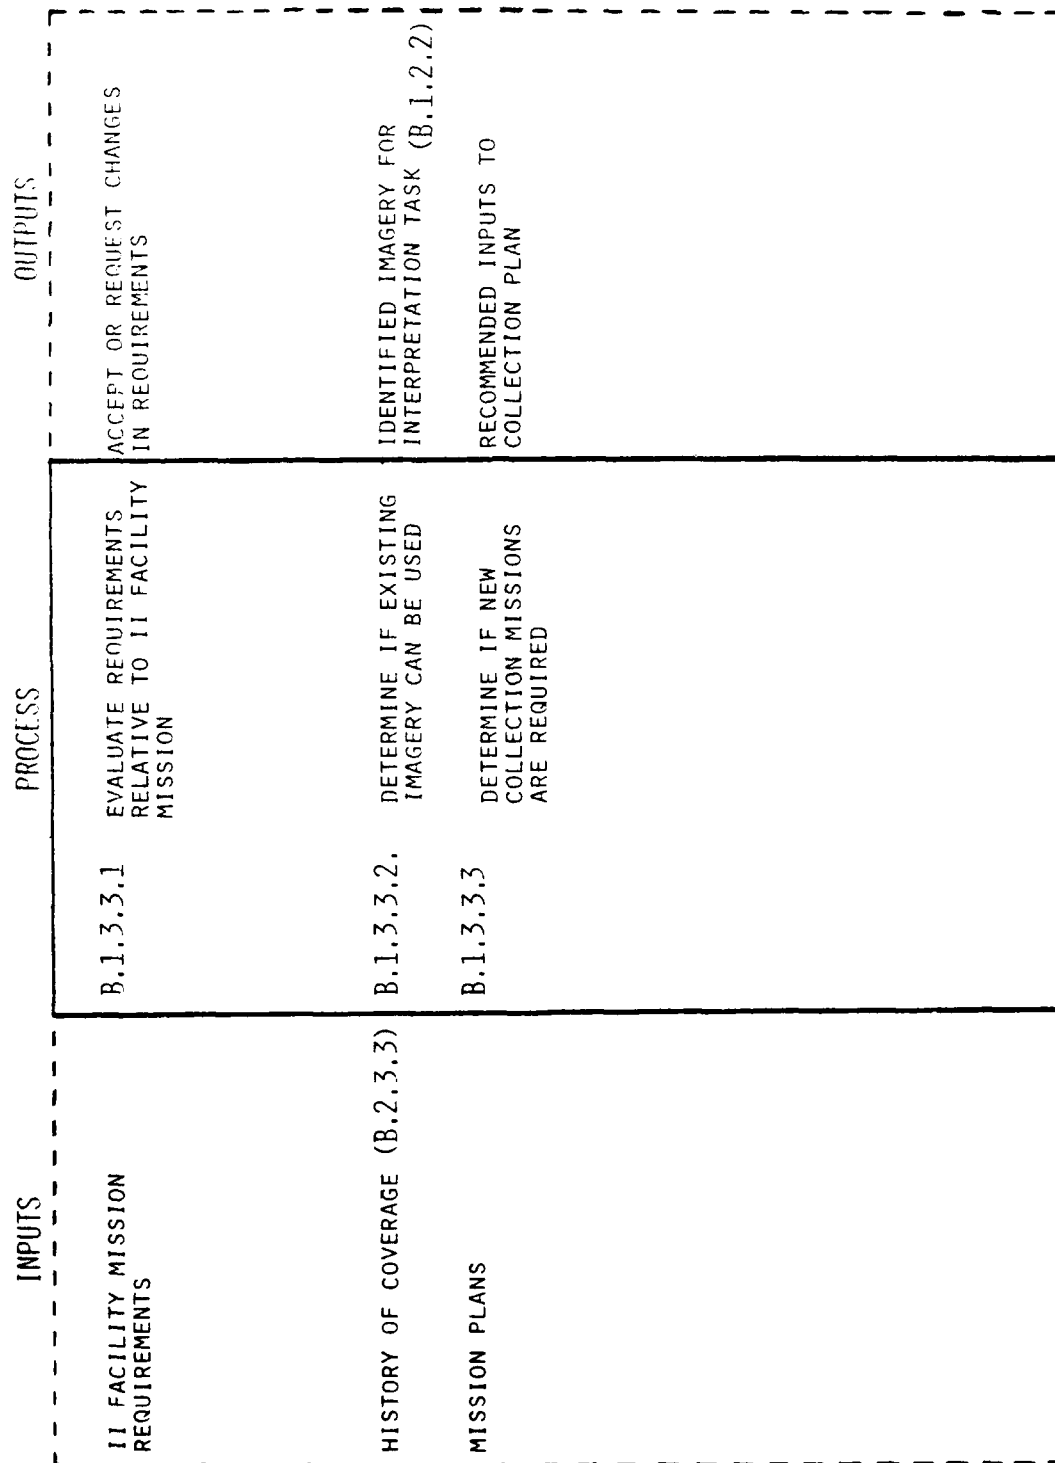 INPUTS
PROCESS
OUTPUTS
II FACILITY MISSION
REQUIREMENTS
B.1.3.3.1
EVALUATE REQUIREMENTS
RELATIVE TO II FACILITY
MISSION
ACCEPT OR REQUEST CHANGES
IN REQUIREMENTS
HISTORY OF COVERAGE (B.2.3.3)
B.1.3.3.2.
DETERMINE IF EXISTING
IMAGERY CAN BE USED
IDENTIFIED IMAGERY FOR
INTERPRETATION TASK (B.1.2.2)
MISSION PLANS
B.1.3.3.3
DETERMINE IF NEW
COLLECTION MISSIONS
ARE REQUIRED
RECOMMENDED INPUTS TO
COLLECTION PLAN